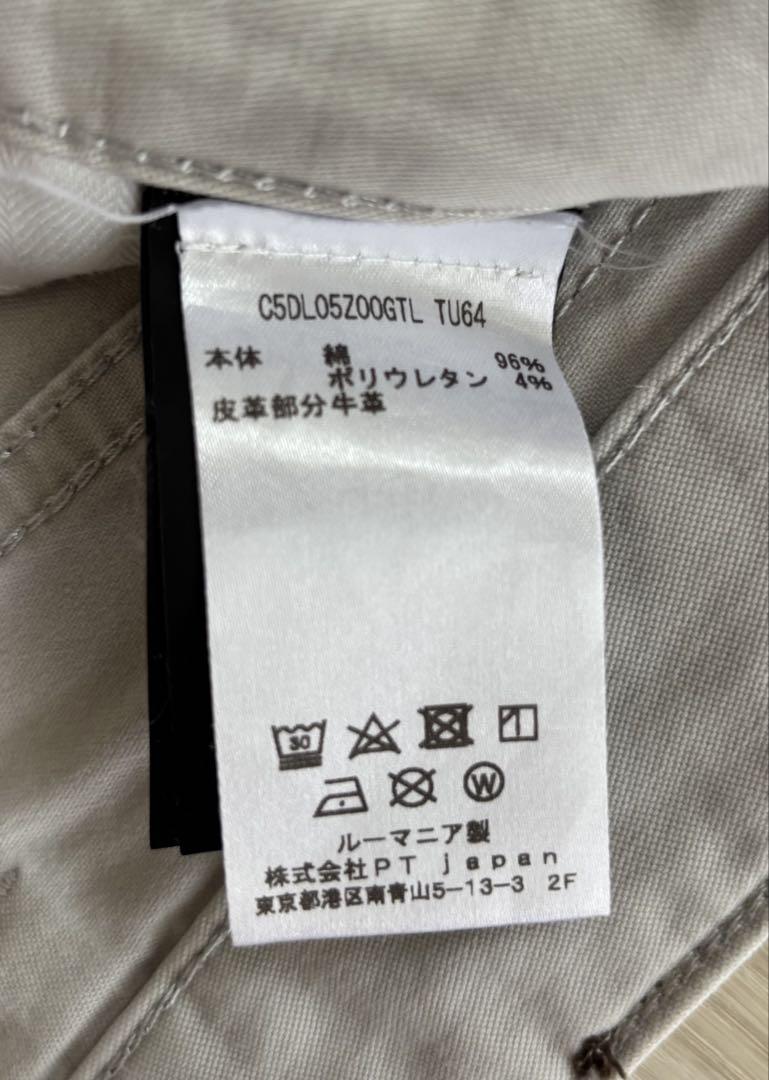 C5DL05Z00GTL TU64
本体 綿 96%
ポリウレタン 4%
皮革部分牛革
30
W
ルーマニア製
株式会社PT japan
東京都港区南青山5-13-3 2F